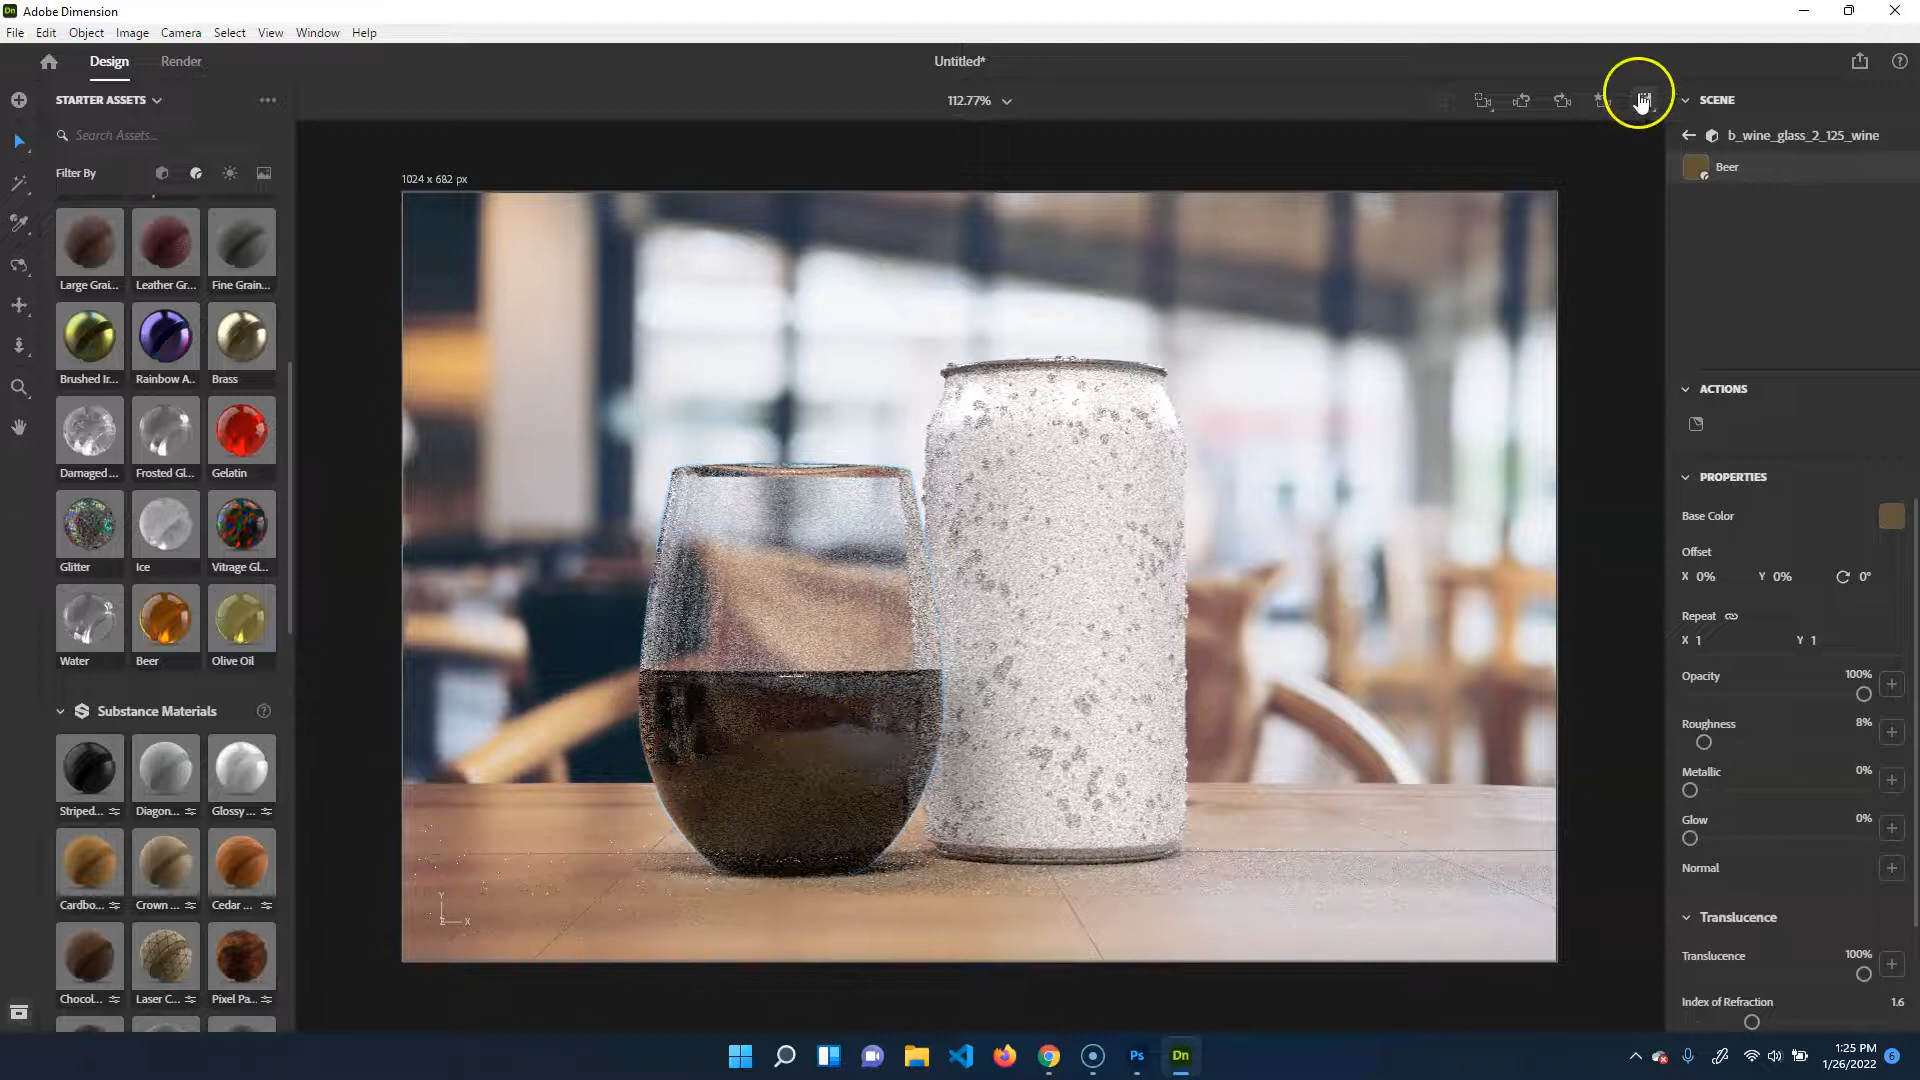 Dn Adobe Dimension
File Edit Object Image Camera Select View Window Help
Design Render Untitled*
STARTER ASSETS
112.77%
SCENE
Search Assets...
b_wine_glass_2_125_wine
Beer
Filter By
1024 x 682 px
Large Grai... Leather Gr... Fine Grain...
Brushed Ir... Rainbow A... Brass
ACTIONS
Damaged ... Frosted Gl... Gelatin
PROPERTIES
Base Color
Offset
X 0% Y 0% 0°
Glitter Ice Vitrage Gl...
Repeat
X 1 Y 1
Water Beer Olive Oil
Opacity 100%
Substance Materials
Roughness 8%
Metallic 0%
Striped... Diagon... Glossy ...
Glow 0%
Normal
Cardbo... Crown ... Cedar ...
Translucence
Y
Z X
Translucence 100%
Chocol... Laser C... Pixel Pa...
Index of Refraction 1.6
Ps Dn
1:25 PM
1/26/2022 6